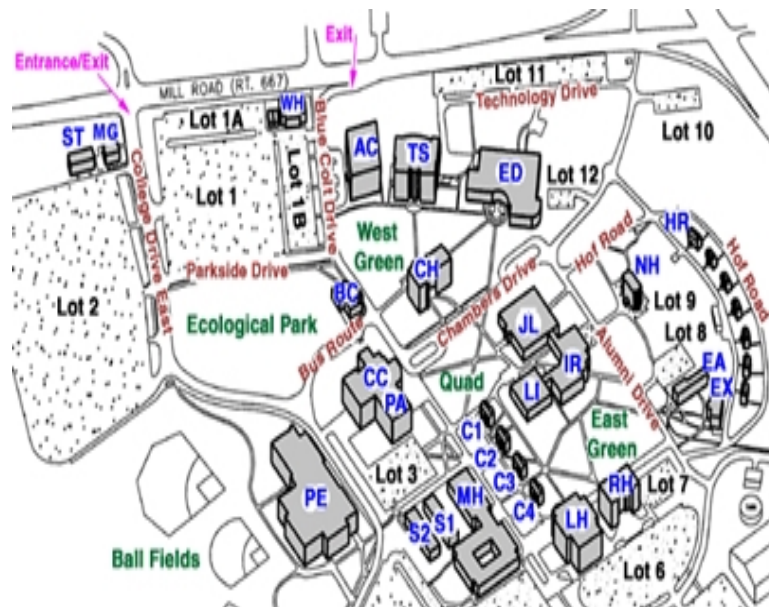 Exit
Entrance/Exit
MILL ROAD (RT. 667)
Lot 11
Technology Drive
Lot 10
WH
Lot 1A
ST
MG
Blue Colt Drive
AC
TS
ED
Lot 12
College Drive East
Lot 1
Lot 1B
West
Green
CH
HR
Hof Road
Hof Road
NH
Parkside Drive
BC
Lot 2
Ecological Park
Bus Route
Chambers Drive
JL
Lot 9
Lot 8
IR
Alumni Drive
EA
EX
CC
PA
Quad
LI
East
Green
C1
C2
C3
C4
Lot 3
MH
PE
S2
S1
LH
RH
Lot 7
Ball Fields
Lot 6